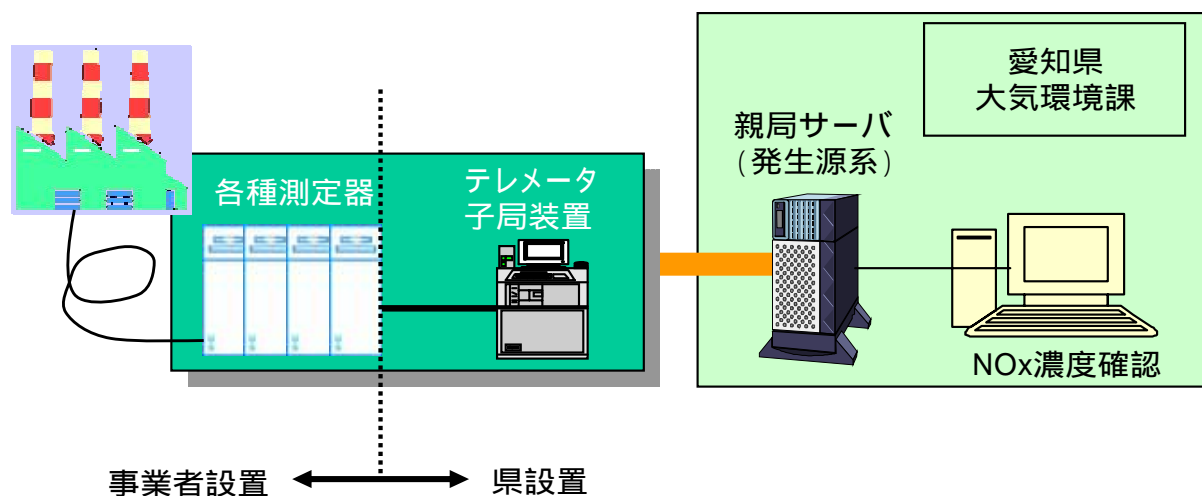 愛知県
大気環境課
親局サーバ
(発生源系)
各種測定器
テレメータ
子局装置
NOx濃度確認
事業者設置
県設置